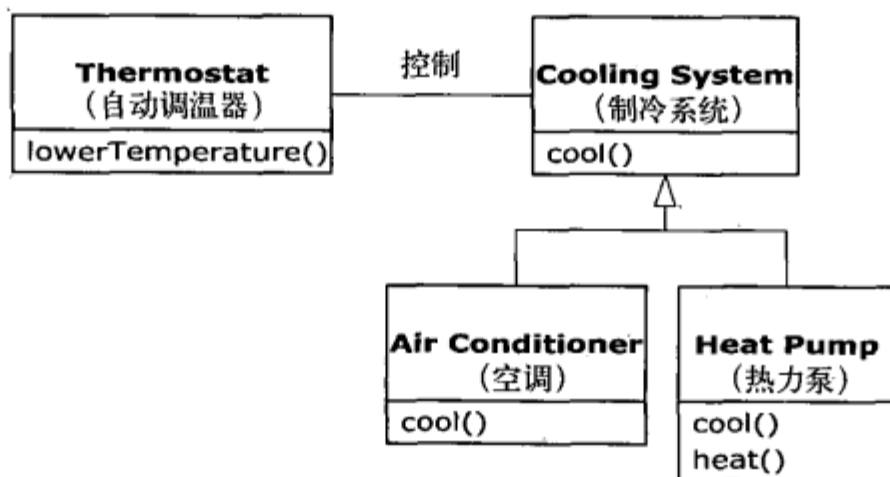 Thermostat
（自动调温器）
lowerTemperature()
控制
Cooling System
（制冷系统）
cool()
Air Conditioner
（空调）
cool()
Heat Pump
（热力泵）
cool()
heat()